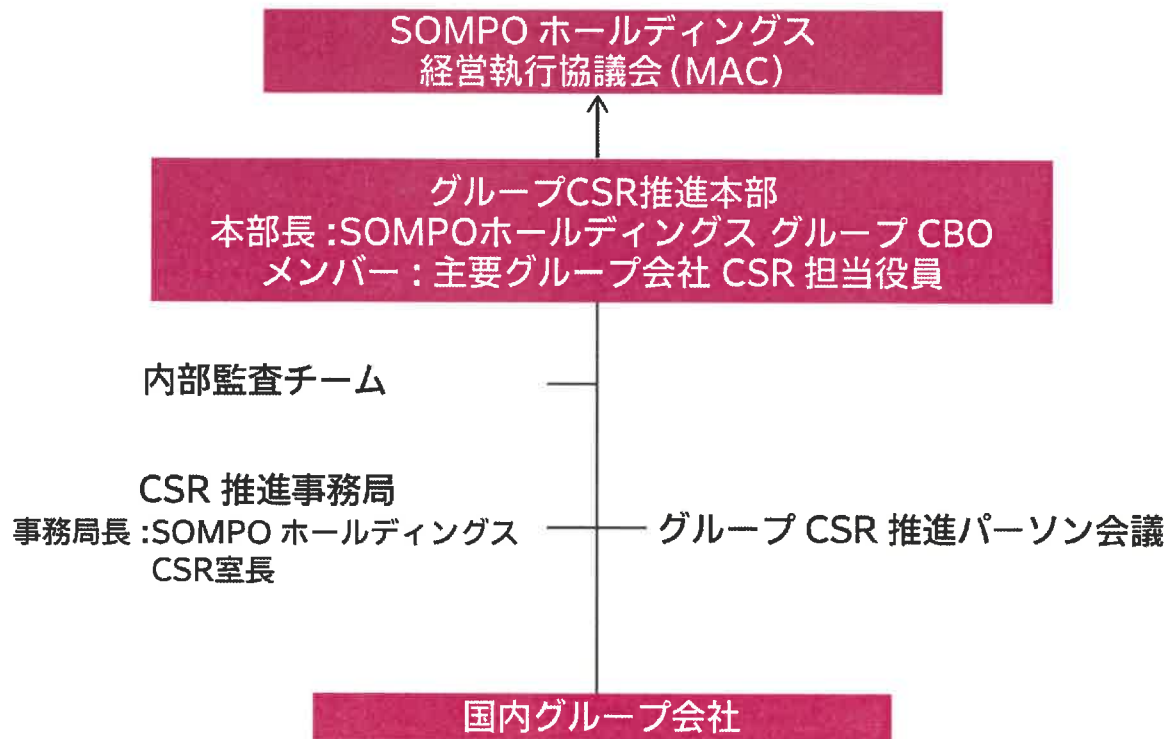 SOMPO ホールディングス
経営執行協議会(MAC)
グループCSR推進本部
本部長:SOMPOホールディングス グループ CBO
メンバー:主要グループ会社 CSR 担当役員
内部監査チーム
CSR 推進事務局
事務局長:SOMPO ホールディングス
CSR室長
グループ CSR 推進パーソン会議
国内グループ会社